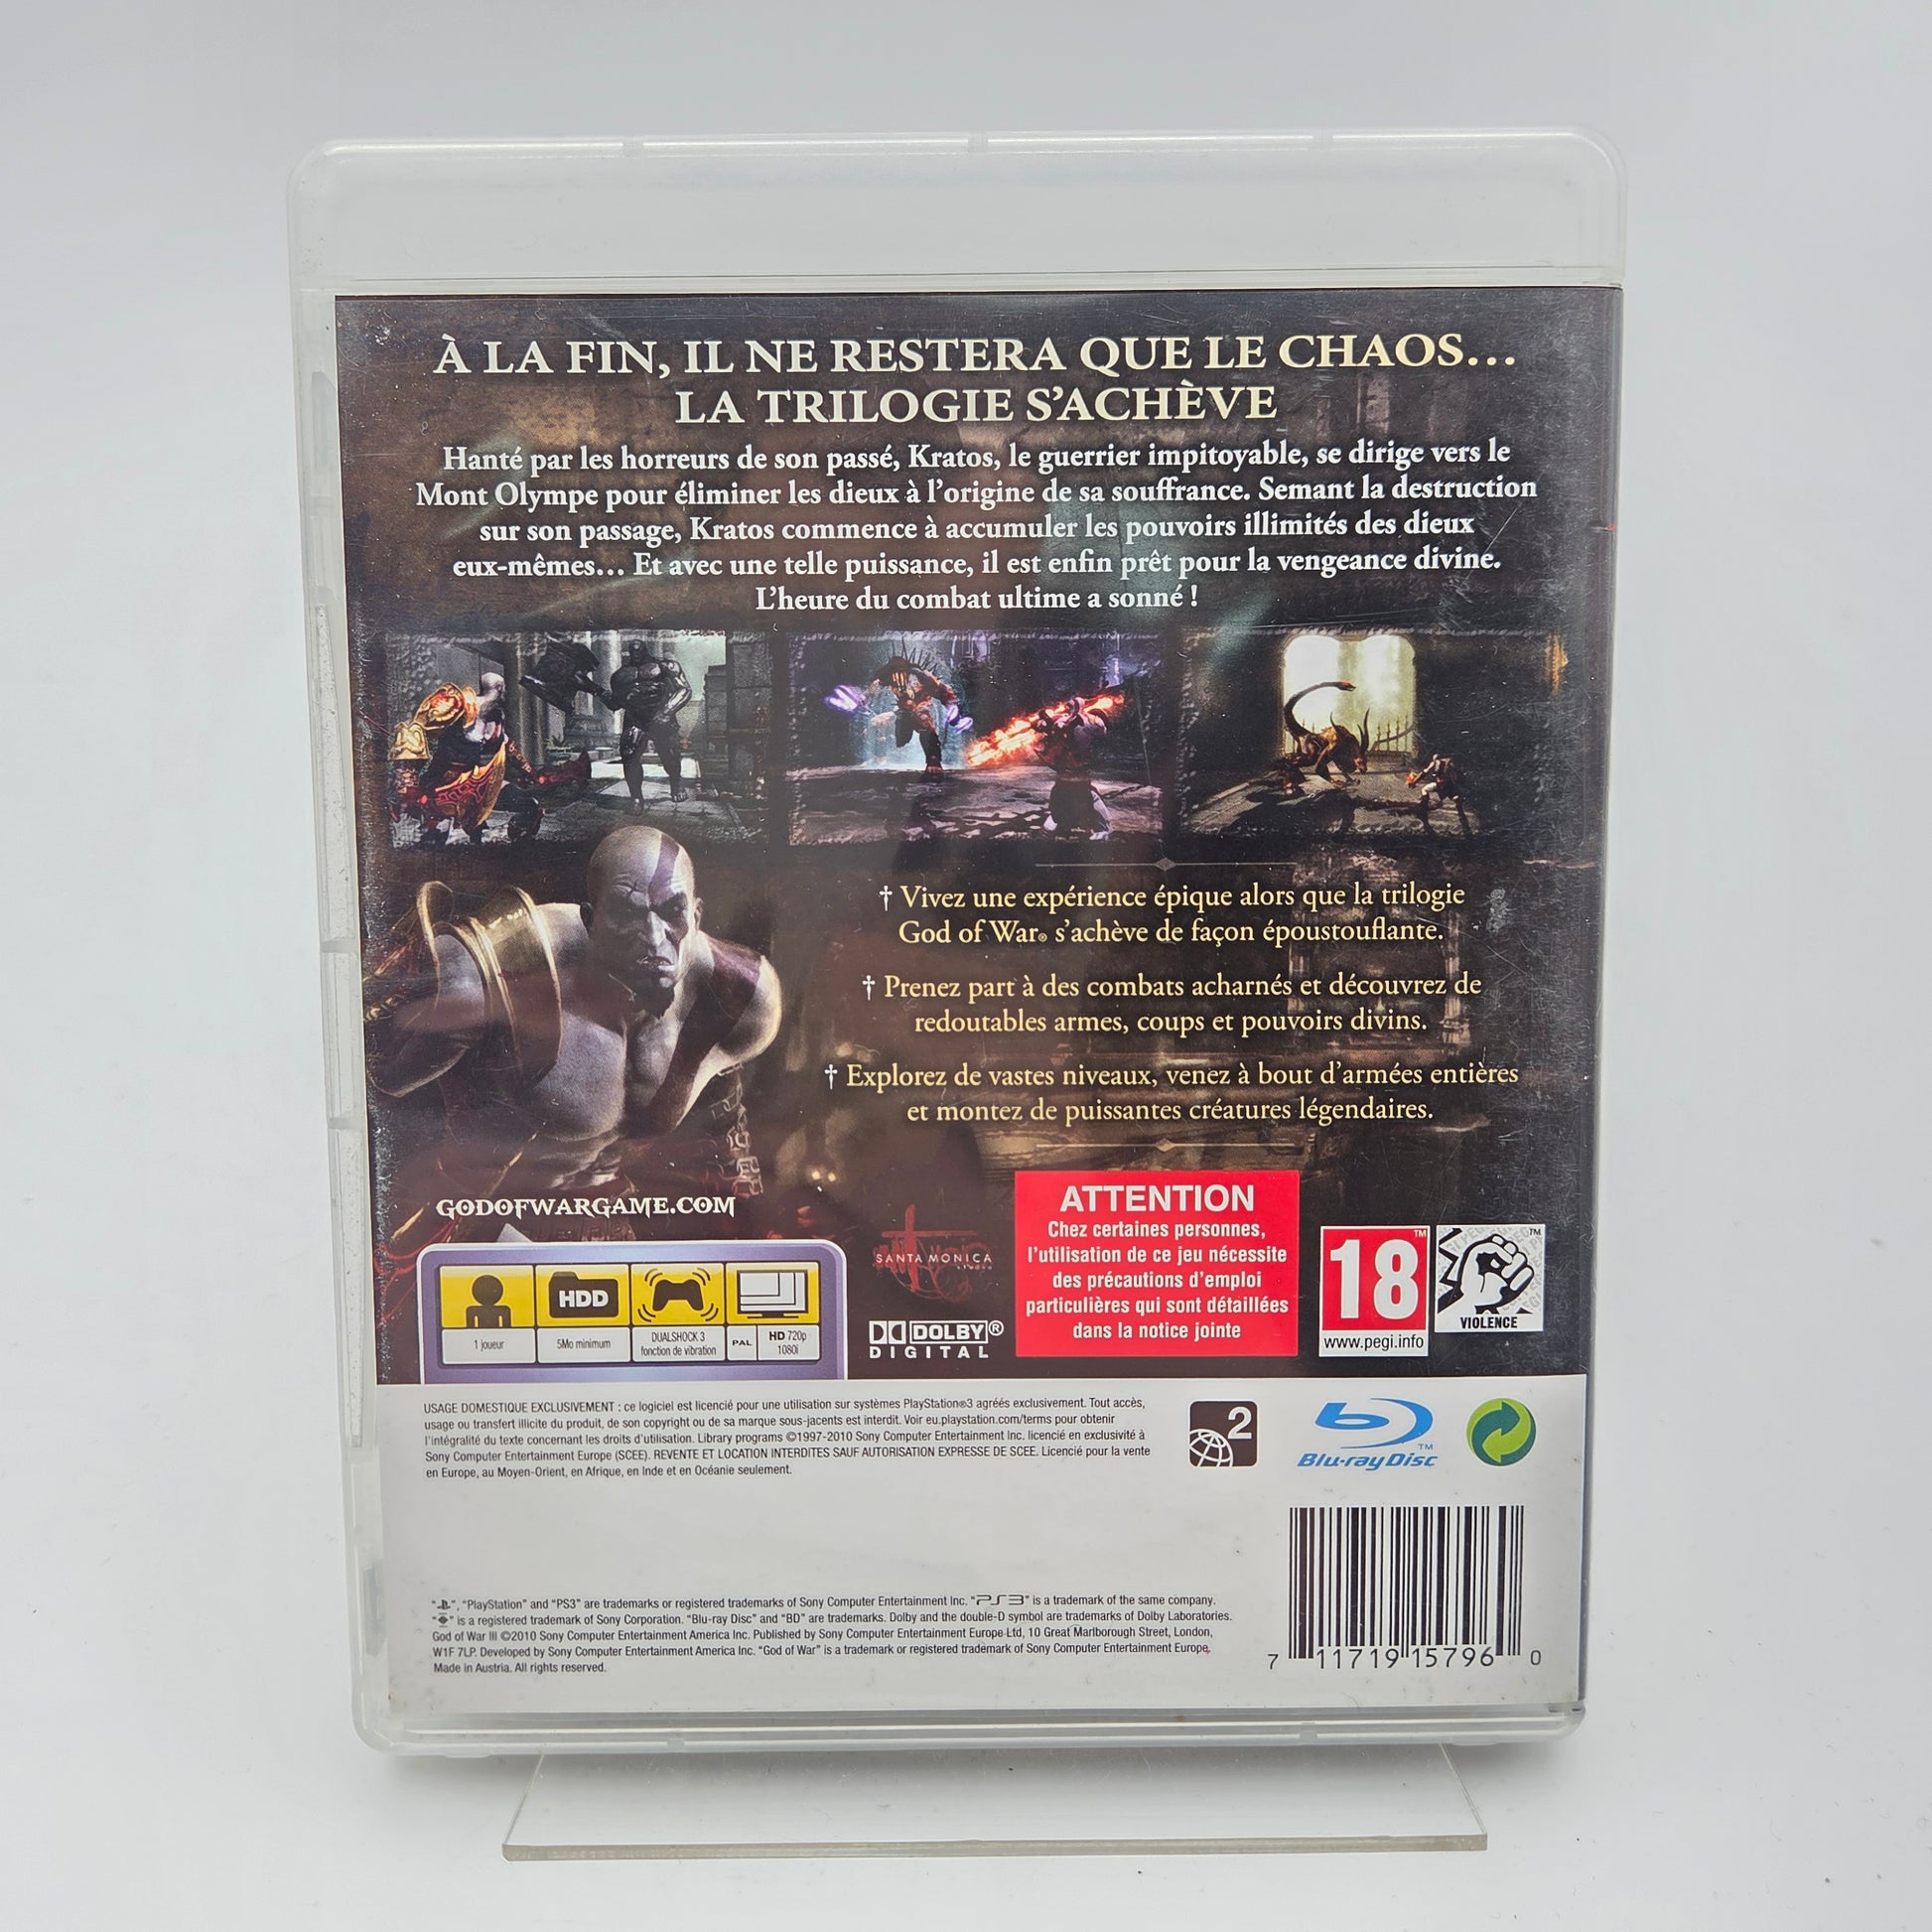 À LA FIN, IL NE RESTERA QUE LE CHAOS...
LA TRILOGIE S'ACHÈVE
Hanté par les horreurs de son passé, Kratos, le guerrier impitoyable, se dirige vers le
Mont Olympe pour éliminer les dieux à l'origine de sa souffrance. Semant la destruction
sur son passage, Kratos commence à accumuler les pouvoirs illimités des dieux
eux-mêmes... Et avec une telle puissance, il est enfin prêt pour la vengeance divine.
L'heure du combat ultime a sonné !
† Vivez une expérience épique alors que la trilogie
God of War® s'achève de façon époustouflante.
† Prenez part à des combats acharnés et découvrez de
redoutables armes, coups et pouvoirs divins.
† Explorez de vastes niveaux, venez à bout d'armées entières
et montez de puissantes créatures légendaires.
GODOFWARGAME.COM
SANTA MONICA
STUDIO
DOLBY®
DIGITAL
ATTENTION
Chez certaines personnes,
l'utilisation de ce jeu nécessite
des précautions d'emploi
particulières qui sont détaillées
dans la notice jointe
18™
www.pegi.info
™
VIOLENCE
HDD
1 joueur
5Mo minimum
DUALSHOCK 3
fonction de vibration
PAL
HD 720p
1080i
USAGE DOMESTIQUE EXCLUSIVEMENT : ce logiciel est licencié pour une utilisation sur systèmes PlayStation®3 agréés exclusivement. Tout accès,
usage ou transfert illicite du produit, de son copyright ou de sa marque sous-jacents est interdit. Voir eu.playstation.com/terms pour obtenir
l'intégralité du texte concernant les droits d'utilisation. Library programs ©1997-2010 Sony Computer Entertainment Inc. licencié en exclusivité à
Sony Computer Entertainment Europe (SCEE). REVENTE ET LOCATION INTERDITES SAUF AUTORISATION EXPRESSE DE SCEE. Licencié pour la vente
en Europe, au Moyen-Orient, en Afrique, en Inde et en Océanie seulement.
2
Blu-ray Disc™
"", "PlayStation" and "PS3" are trademarks or registered trademarks of Sony Computer Entertainment Inc. "PS3" is a trademark of the same company.
"" is a registered trademark of Sony Corporation. "Blu-ray Disc" and "BD" are trademarks. Dolby and the double-D symbol are trademarks of Dolby Laboratories.
God of War III ©2010 Sony Computer Entertainment America Inc. Published by Sony Computer Entertainment Europe Ltd, 10 Great Marlborough Street, London,
W1F 7LP. Developed by Sony Computer Entertainment America Inc. "God of War" is a trademark or registered trademark of Sony Computer Entertainment Europe.
Made in Austria. All rights reserved.
7 11719 15796 0